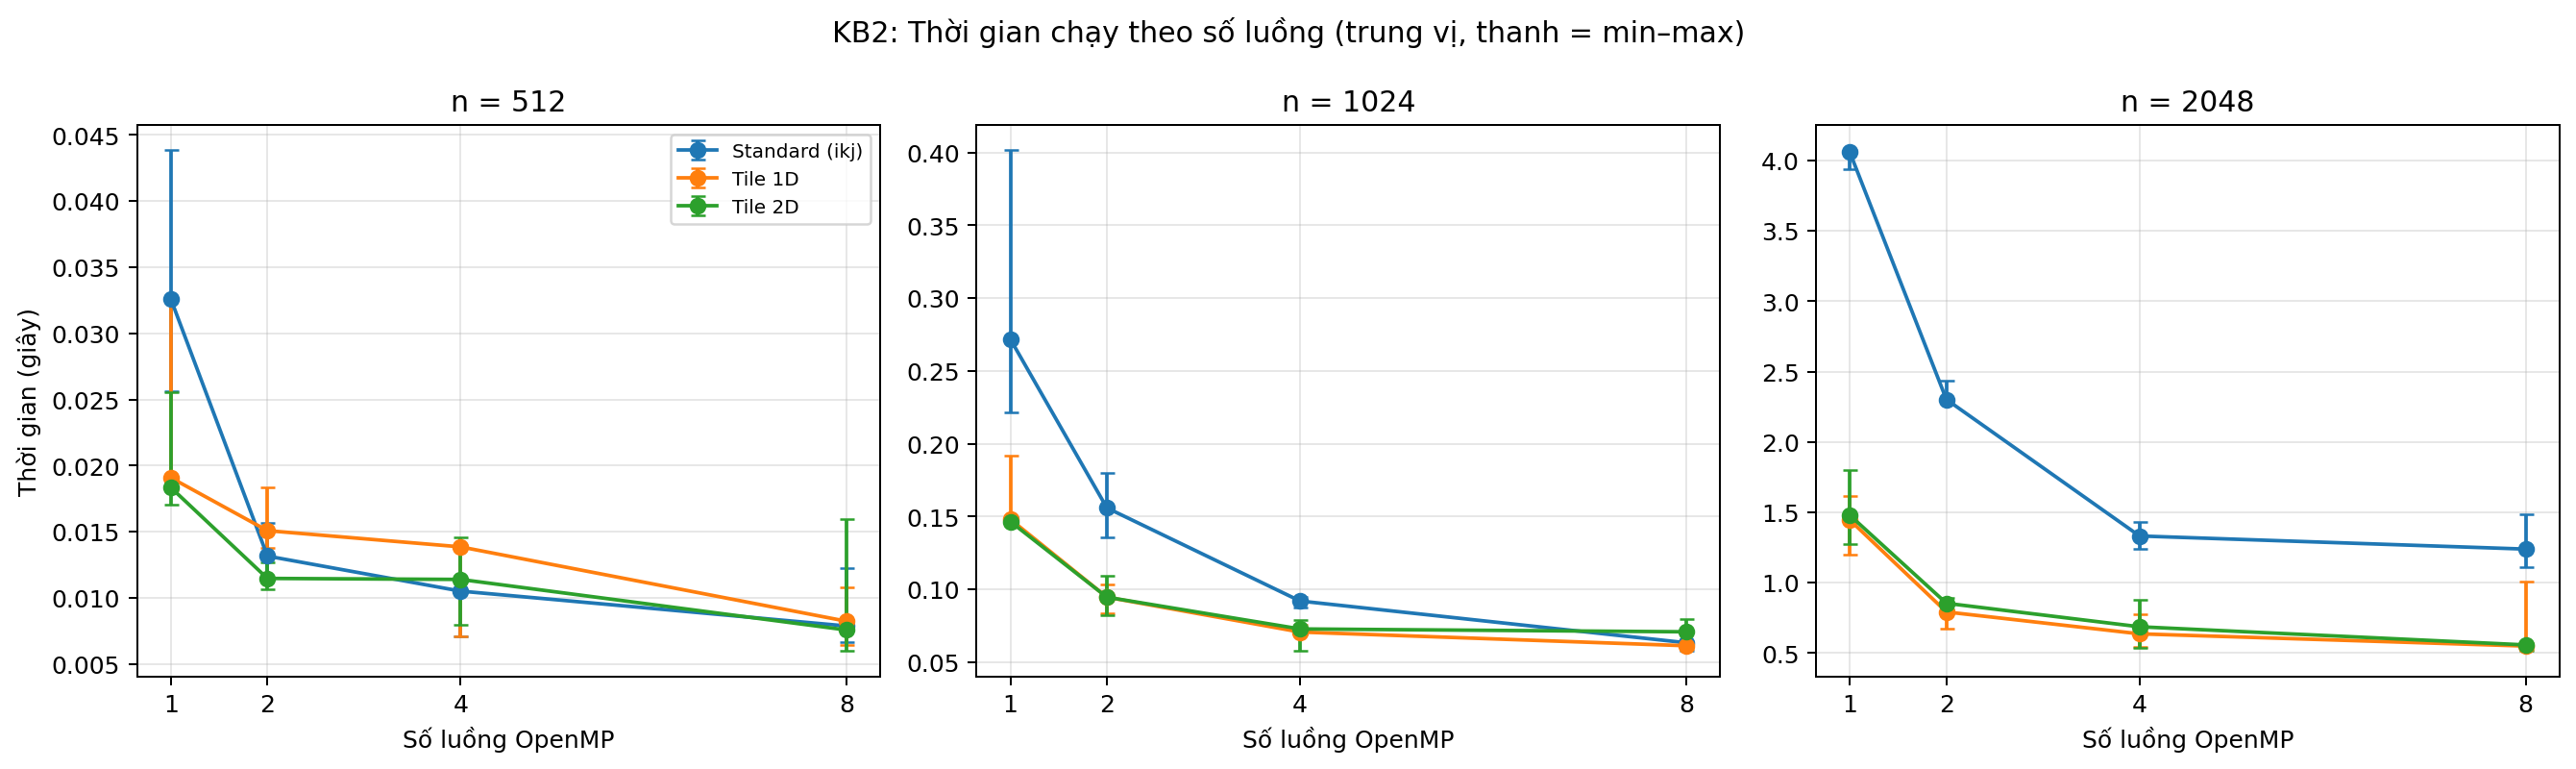 KB2: Thời gian chạy theo số luồng (trung vị, thanh = min–max)
n = 512
Thời gian (giây)
0.045
0.040
0.035
0.030
0.025
0.020
0.015
0.010
0.005
Standard (ikj)
Tile 1D
Tile 2D
1 2 4 8
Số luồng OpenMP
n = 1024
0.40
0.35
0.30
0.25
0.20
0.15
0.10
0.05
1 2 4 8
Số luồng OpenMP
n = 2048
4.0
3.5
3.0
2.5
2.0
1.5
1.0
0.5
1 2 4 8
Số luồng OpenMP